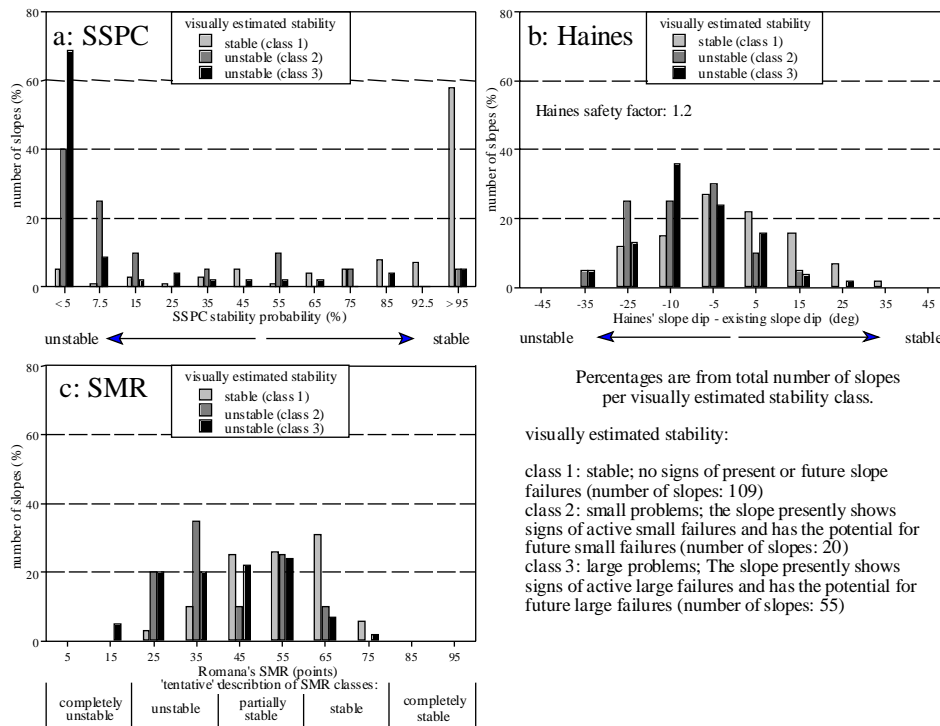 a: SSPC
visually estimated stability
stable (class 1)
unstable (class 2)
unstable (class 3)
number of slopes (%)
80
60
40
20
0
< 5 7.5 15 25 35 45 55 65 75 85 92.5 > 95
SSPC stability probability (%)
unstable stable
b: Haines
visually estimated stability
stable (class 1)
unstable (class 2)
unstable (class 3)
Haines safety factor: 1.2
number of slopes (%)
80
60
40
20
0
-45 -35 -25 -10 -5 5 15 25 35 45
Haines' slope dip - existing slope dip (deg)
unstable stable
c: SMR
visually estimated stability
stable (class 1)
unstable (class 2)
unstable (class 3)
number of slopes (%)
80
60
40
20
0
5 15 25 35 45 55 65 75 85 95
Romana's SMR (points)
'tentative' describtion of SMR classes:
completely unstable partially stable completely
unstable stable stable
Percentages are from total number of slopes
per visually estimated stability class.
visually estimated stability:
class 1: stable; no signs of present or future slope
failures (number of slopes: 109)
class 2: small problems; the slope presently shows
signs of active small failures and has the potential for
future small failures (number of slopes: 20)
class 3: large problems; The slope presently shows
signs of active large failures and has the potential for
future large failures (number of slopes: 55)